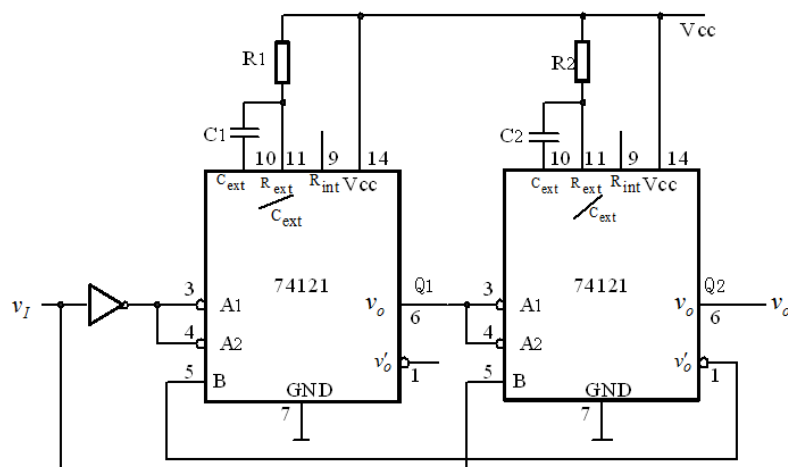 Vcc
R1
R2
C1
C2
10 11 9 14
10 11 9 14
Cext Rext Rint Vcc
Cext
Cext Rext Rint Vcc
Cext
vI
3 A1
4 A2
5 B
74121
vo
Q1
6
v'o
1
GND
7
3 A1
4 A2
5 B
74121
vo
Q2
6
vo
v'o
1
GND
7